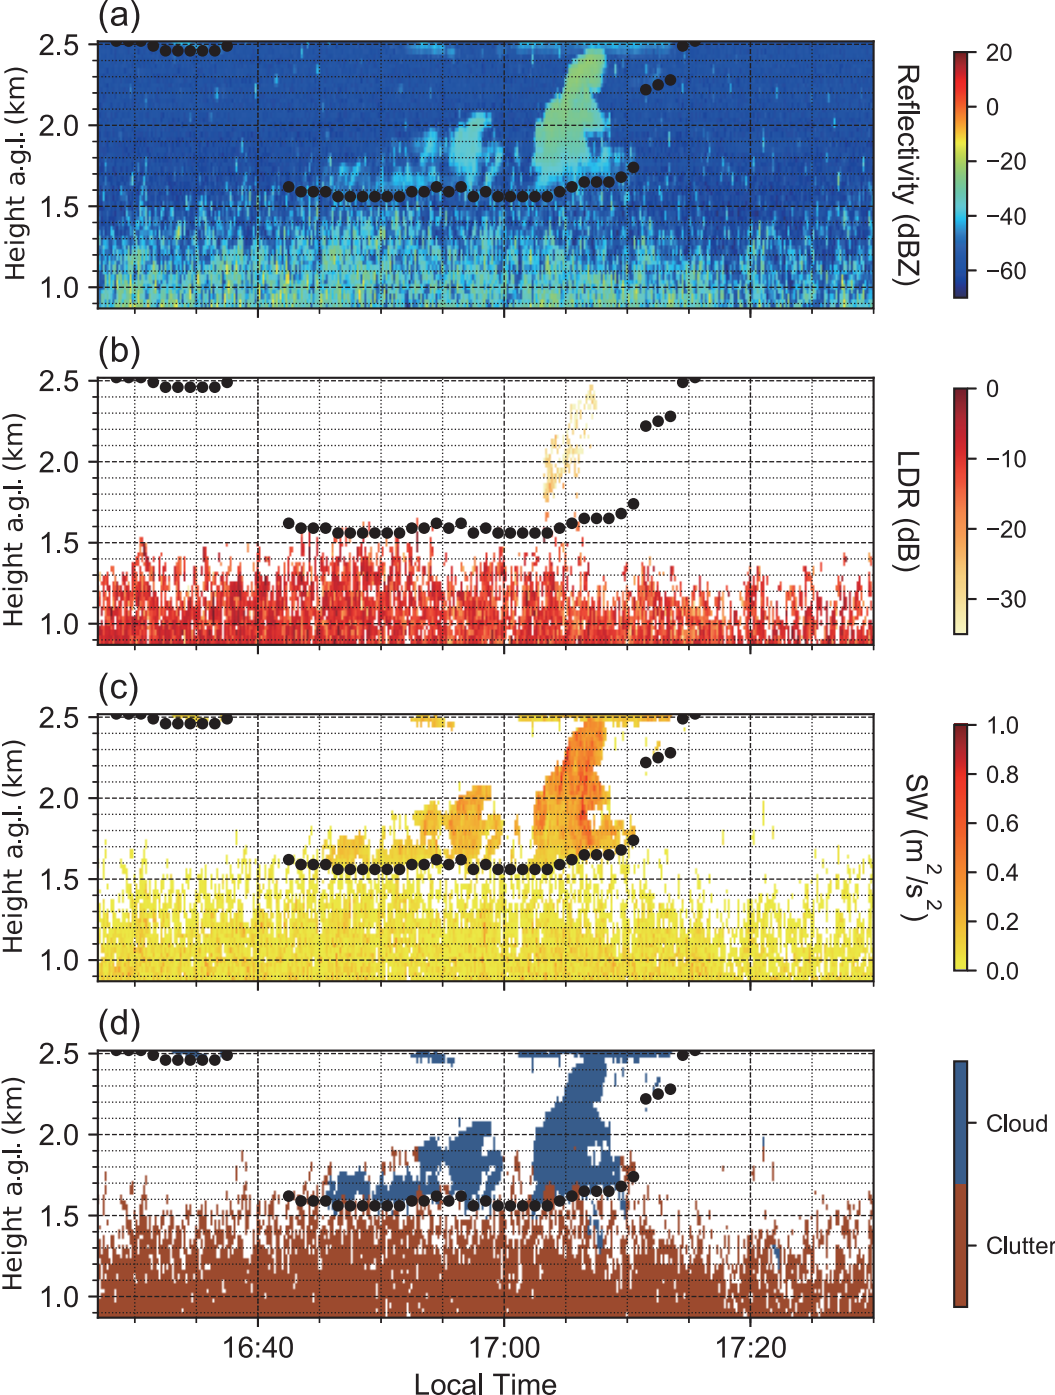 (a)
2.5
2.0
1.5
1.0
Height a.g.l. (km)
20
0
−20
−40
−60
Reflectivity (dBZ)
(b)
2.5
2.0
1.5
1.0
Height a.g.l. (km)
0
−10
−20
−30
LDR (dB)
(c)
2.5
2.0
1.5
1.0
Height a.g.l. (km)
1.0
0.8
0.6
0.4
0.2
0.0
SW (m²/s²)
(d)
2.5
2.0
1.5
1.0
Height a.g.l. (km)
Cloud
Clutter
16:40 17:00 17:20
Local Time